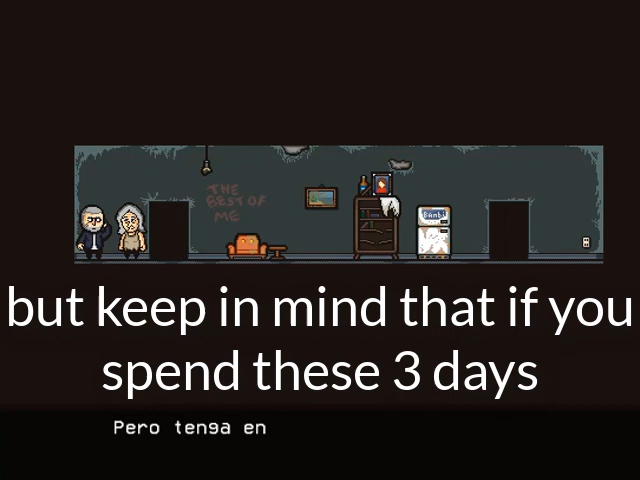 THE
BEST OF
ME
Bambi
but keep in mind that if you
spend these 3 days
Pero tenga en